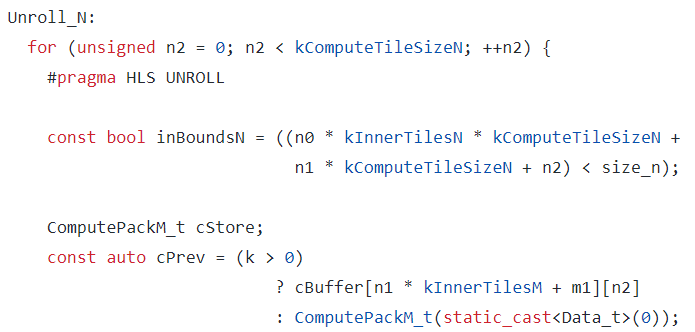 Unroll_N:
  for (unsigned n2 = 0; n2 < kComputeTileSizeN; ++n2) {
    #pragma HLS UNROLL

    const bool inBoundsN = ((n0 * kInnerTilesN * kComputeTileSizeN +
                             n1 * kComputeTileSizeN + n2) < size_n);

    ComputePackM_t cStore;
    const auto cPrev = (k > 0)
                           ? cBuffer[n1 * kInnerTilesM + m1][n2]
                           : ComputePackM_t(static_cast<Data_t>(0));